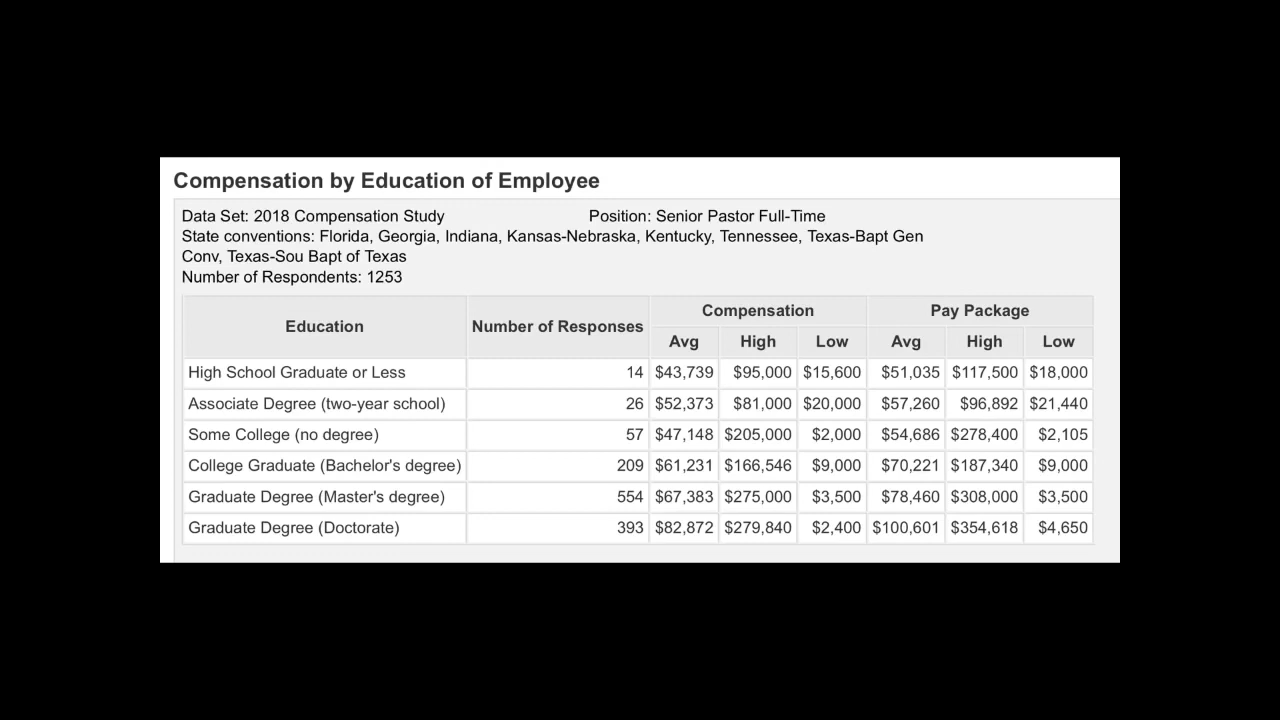 Compensation by Education of Employee
Data Set: 2018 Compensation Study Position: Senior Pastor Full-Time
State conventions: Florida, Georgia, Indiana, Kansas-Nebraska, Kentucky, Tennessee, Texas-Bapt Gen
Conv, Texas-Sou Bapt of Texas
Number of Respondents: 1253
Education Number of Responses Compensation Pay Package
Avg High Low Avg High Low
High School Graduate or Less 14 $43,739 $95,000 $15,600 $51,035 $117,500 $18,000
Associate Degree (two-year school) 26 $52,373 $81,000 $20,000 $57,260 $96,892 $21,440
Some College (no degree) 57 $47,148 $205,000 $2,000 $54,686 $278,400 $2,105
College Graduate (Bachelor's degree) 209 $61,231 $166,546 $9,000 $70,221 $187,340 $9,000
Graduate Degree (Master's degree) 554 $67,383 $275,000 $3,500 $78,460 $308,000 $3,500
Graduate Degree (Doctorate) 393 $82,872 $279,840 $2,400 $100,601 $354,618 $4,650